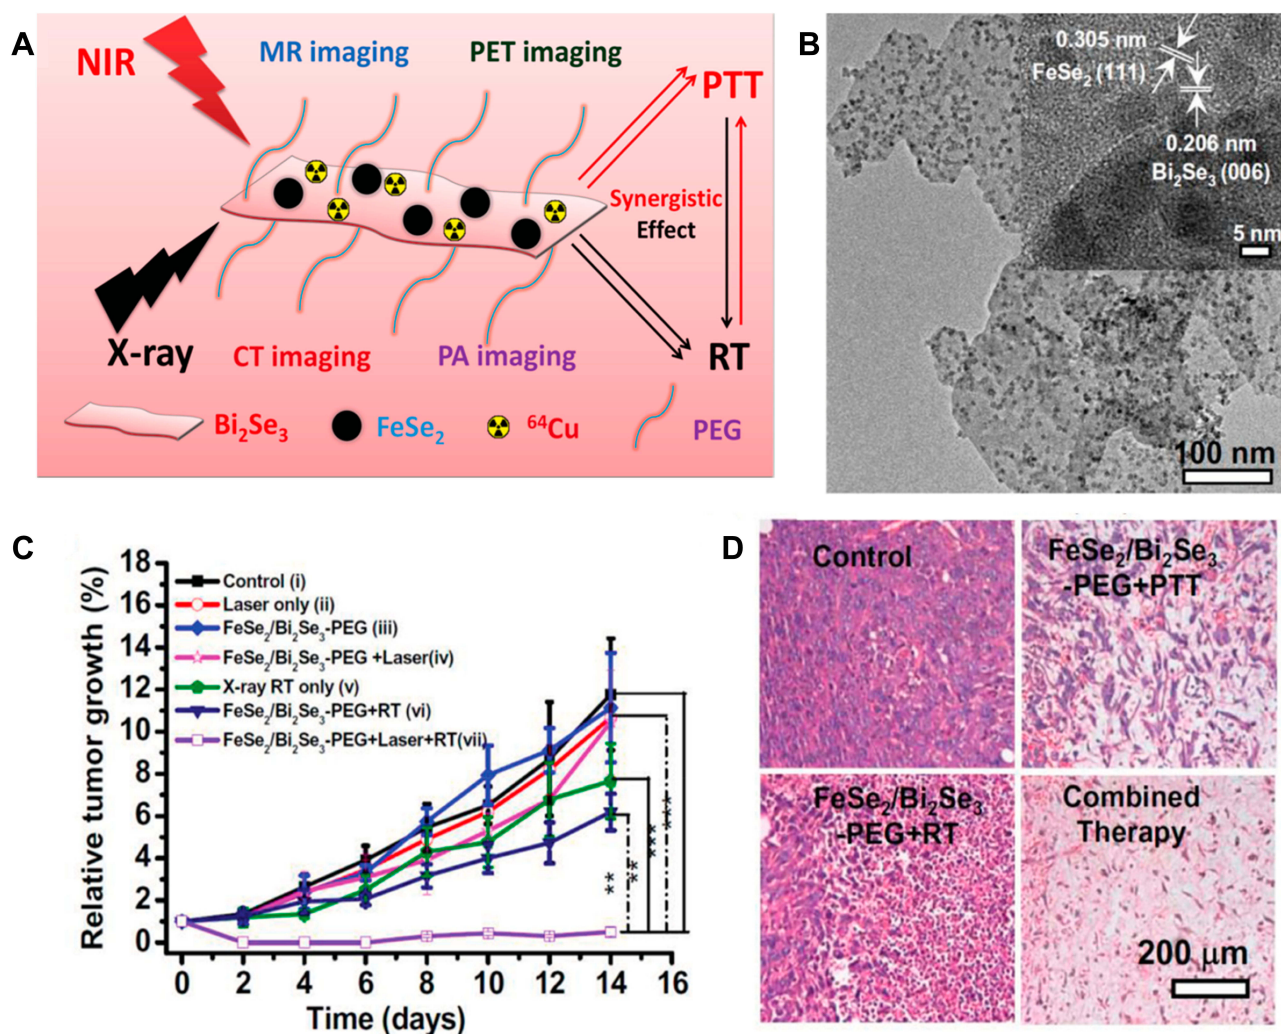 A
NIR
MR imaging
PET imaging
PTT
Synergistic
Effect
X-ray
CT imaging
PA imaging
RT
Bi₂Se₃
FeSe₂
⁶⁴Cu
PEG
B
0.305 nm
FeSe₂ (111)
0.206 nm
Bi₂Se₃ (006)
5 nm
100 nm
C
Relative tumor growth (%)
18
16
14
12
10
8
6
4
2
0
Control (i)
Laser only (ii)
FeSe₂/Bi₂Se₃-PEG (iii)
FeSe₂/Bi₂Se₃-PEG +Laser(iv)
X-ray RT only (v)
FeSe₂/Bi₂Se₃-PEG+RT (vi)
FeSe₂/Bi₂Se₃-PEG+Laser+RT(vii)
**
**
***
***
0 2 4 6 8 10 12 14 16
Time (days)
D
Control
FeSe₂/Bi₂Se₃
-PEG+PTT
FeSe₂/Bi₂Se₃
-PEG+RT
Combined
Therapy
200 μm